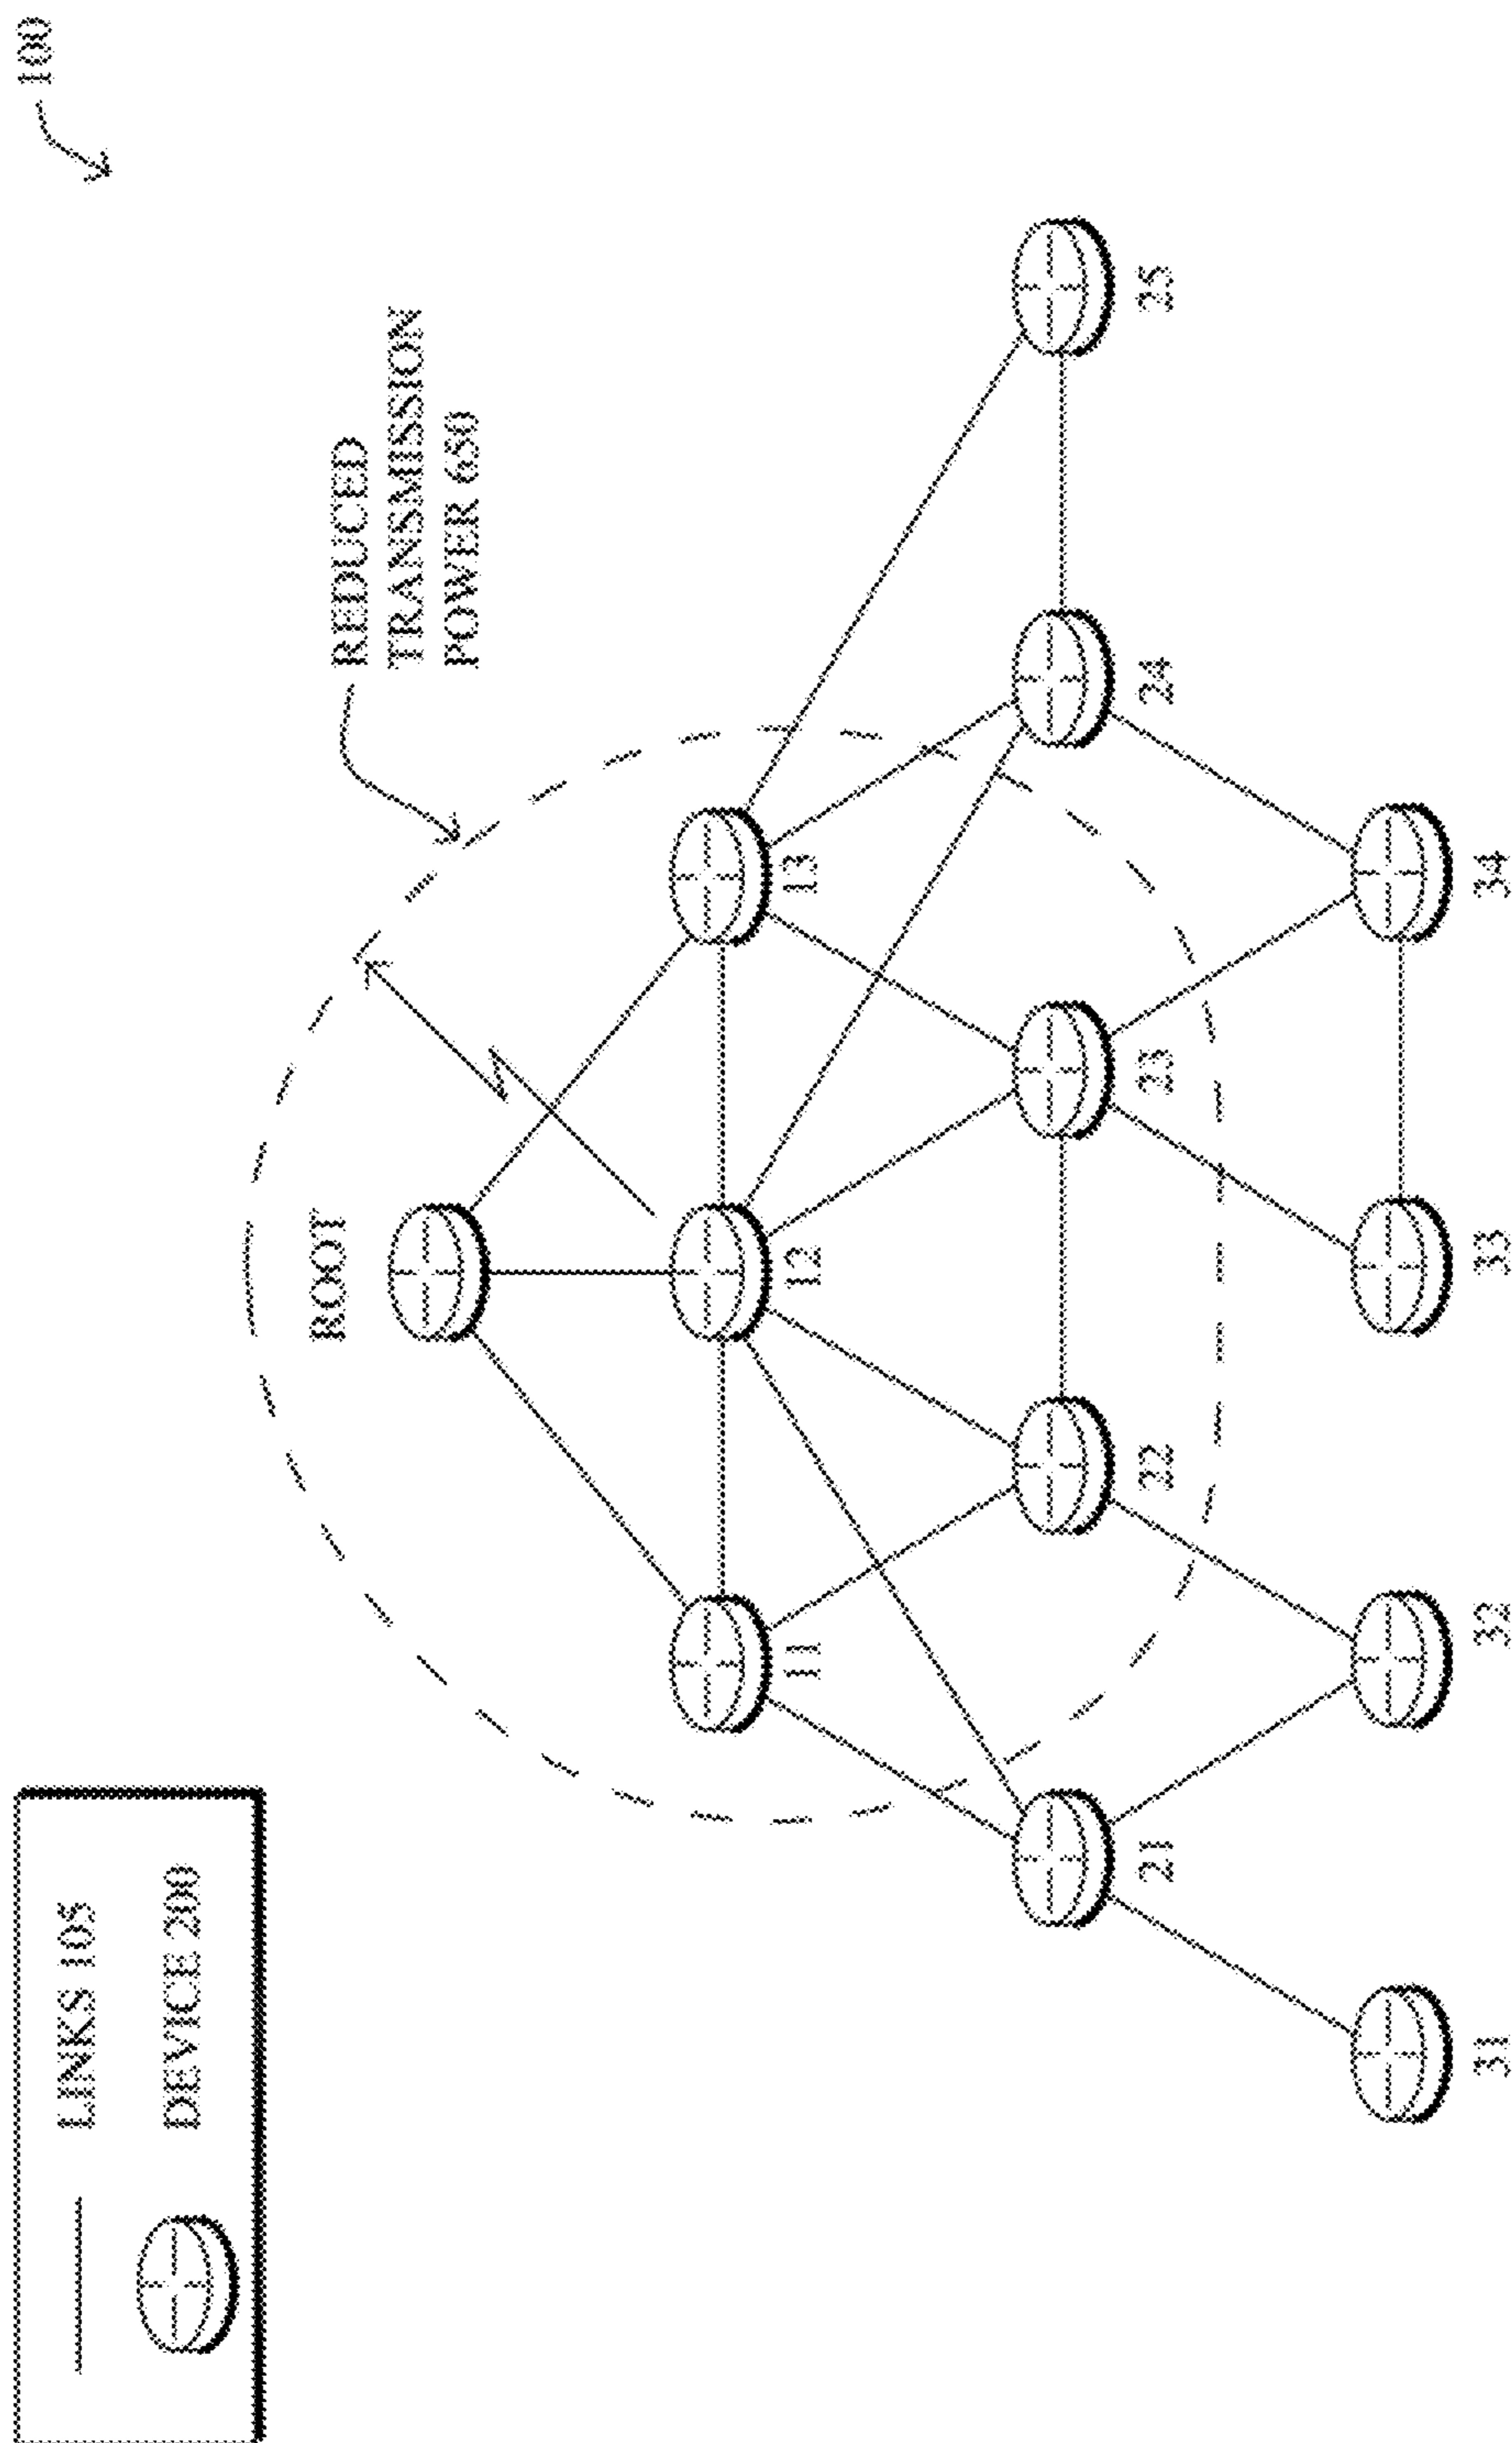 100
LINKS 105
DEVICE 200
REDUCED
TRANSMISSION
POWER 650
ROOT
11
12
13
21
22
23
24
25
31
32
33
34